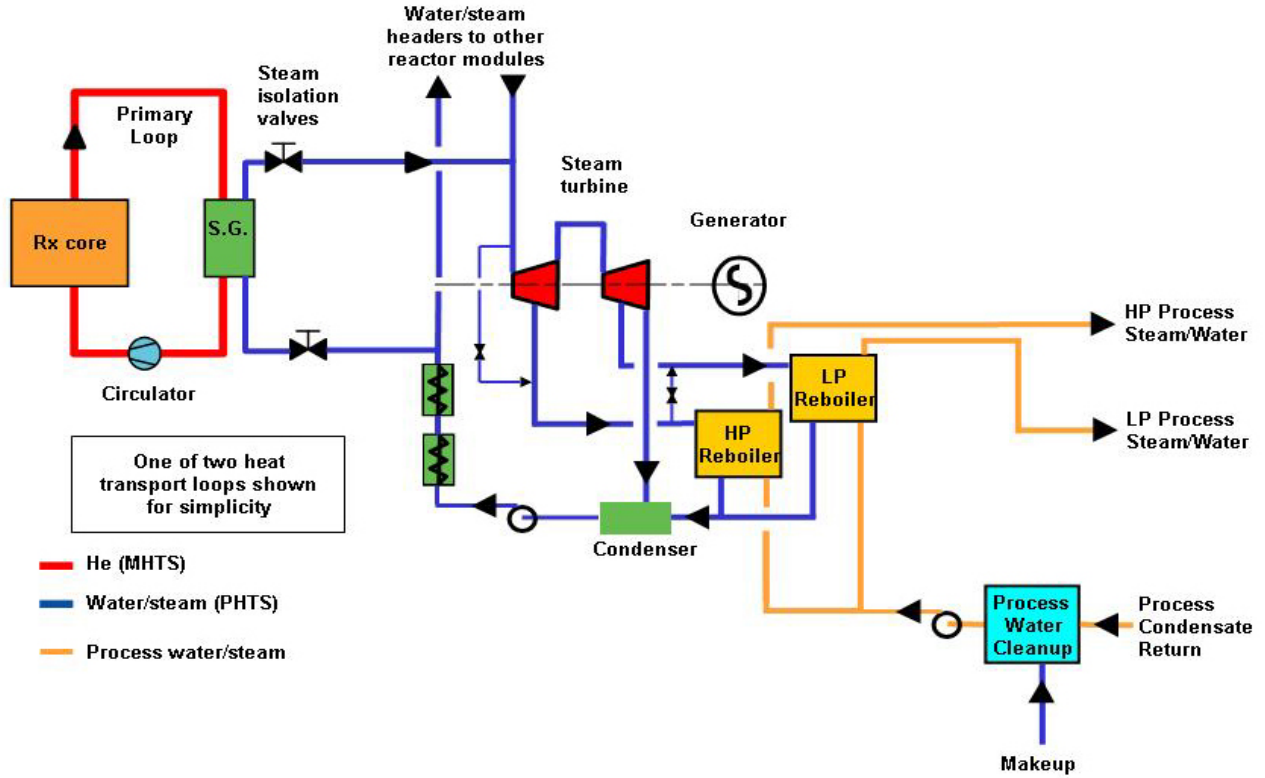 Water/steam
headers to other
reactor modules
Steam
isolation
valves
Primary
Loop
Steam
turbine
Generator
S.G.
Rx core
HP Process
Steam/Water
LP
Reboiler
Circulator
LP Process
Steam/Water
HP
Reboiler
One of two heat
transport loops shown
for simplicity
Condenser
He (MHTS)
Water/steam (PHTS)
Process water/steam
Process
Water
Cleanup
Process
Condensate
Return
Makeup